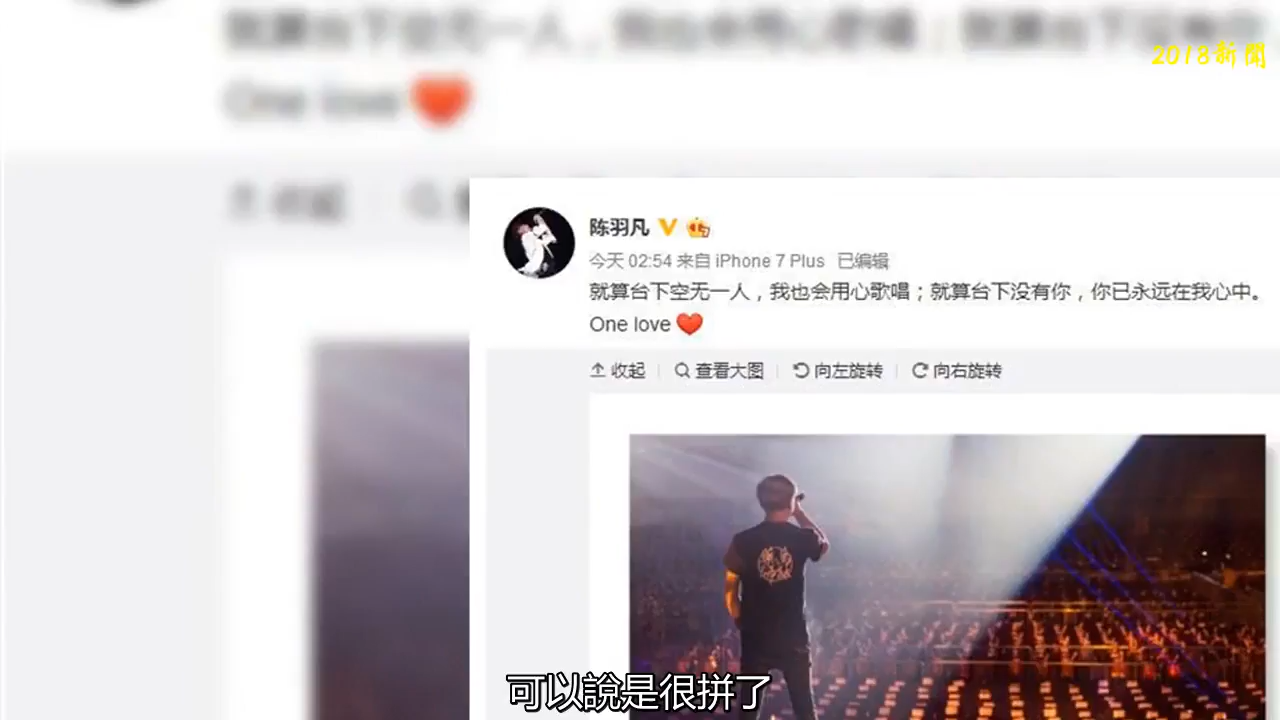 2018新聞
One love
陈羽凡
今天 02:54 来自 iPhone 7 Plus 已编辑
就算台下空无一人，我也会用心歌唱；就算台下没有你，你已永远在我心中。
One love ❤️
收起 查看大图 向左旋转 向右旋转
可以說是很拼了